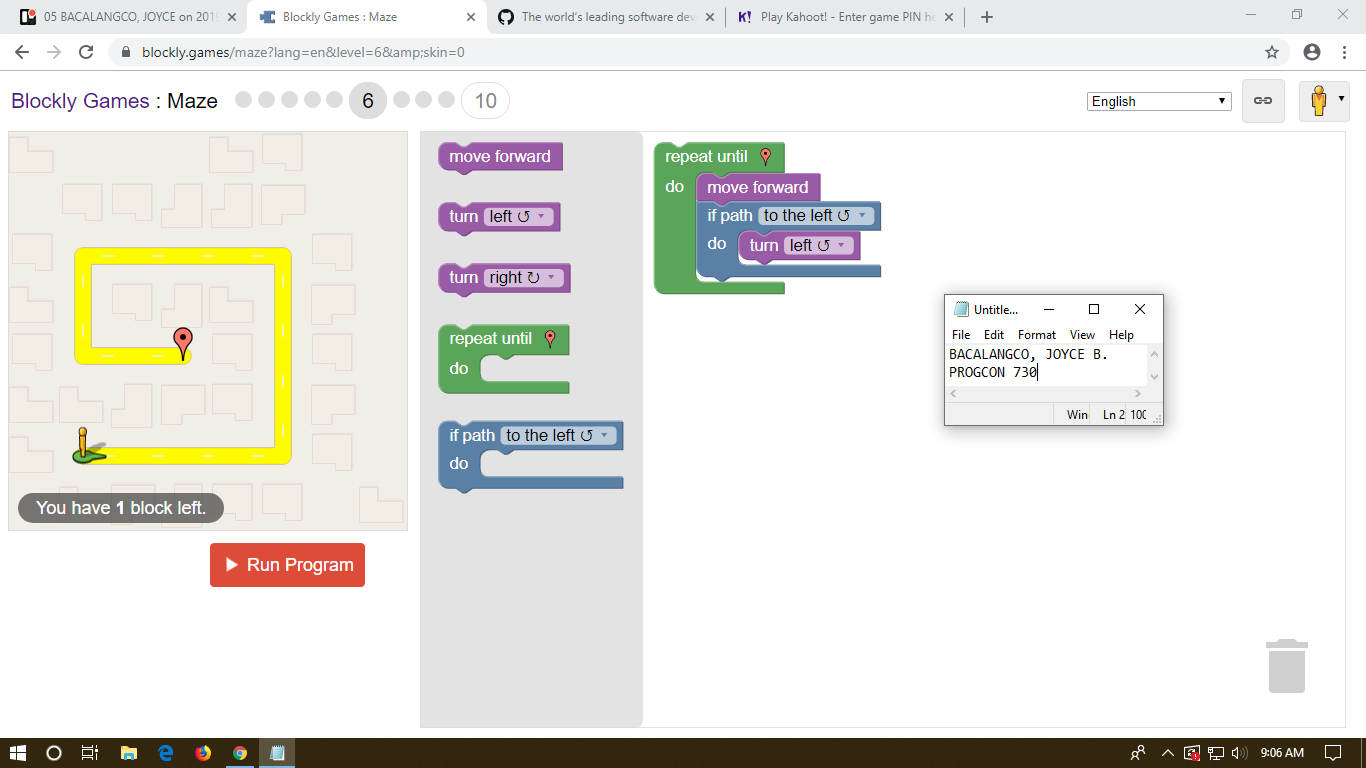 05 BACALANGCO, JOYCE on 2019
Blockly Games : Maze
The world's leading software dev
K! Play Kahoot! - Enter game PIN he
blockly.games/maze?lang=en&level=6&amp;skin=0
Blockly Games : Maze
6
10
English
move forward
turn left ↺
turn right ↻
repeat until
do
if path to the left ↺
do
repeat until
do move forward
if path to the left ↺
do turn left ↺
You have 1 block left.
Run Program
Untitle...
File Edit Format View Help
BACALANGCO, JOYCE B.
PROGCON 730
Win Ln 2 100
9:06 AM